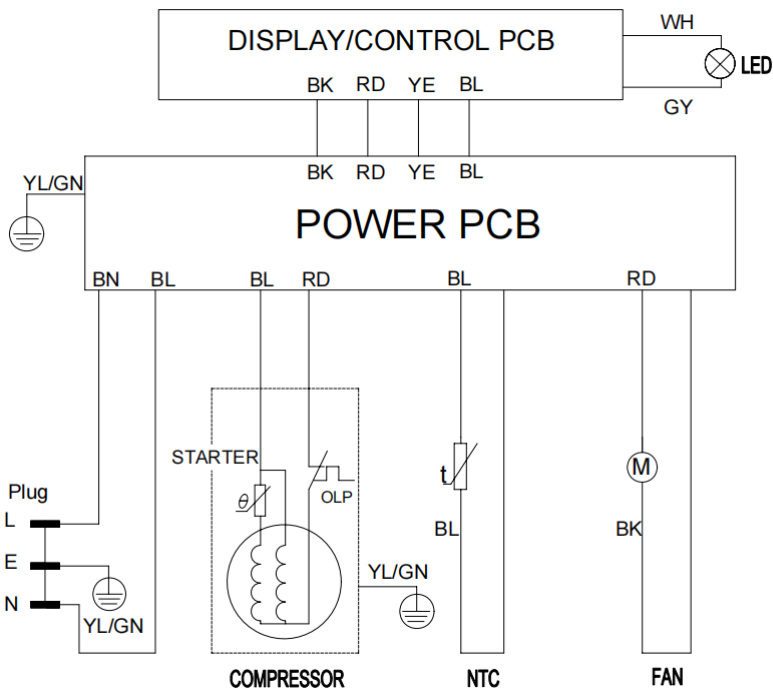 DISPLAY/CONTROL PCB
WH
LED
GY
BK RD YE BL
BK RD YE BL
YL/GN
POWER PCB
BN BL BL RD BL RD
STARTER
θ
OLP
t
M
Plug
L
BL
BK
E
YL/GN
N
YL/GN
COMPRESSOR
NTC
FAN